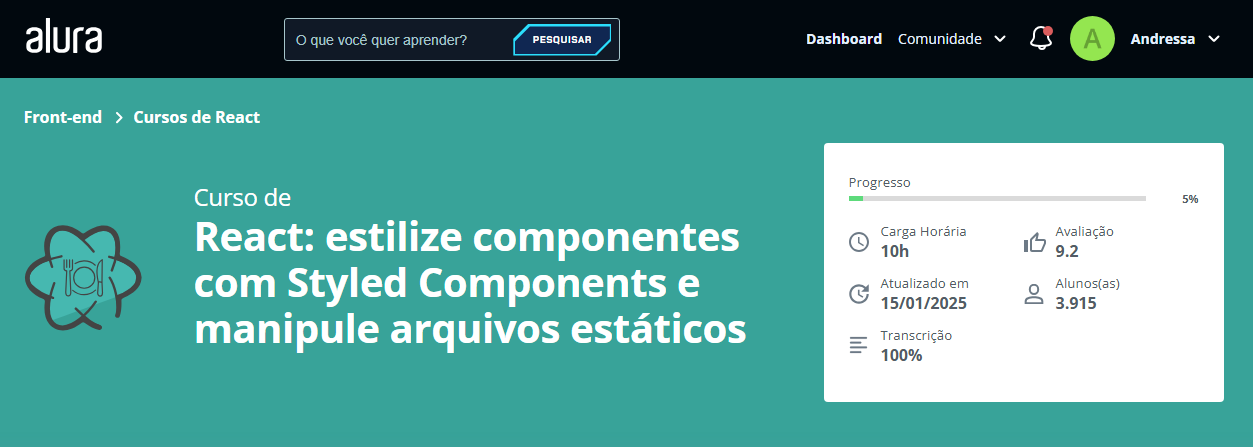 alura
O que você quer aprender?
PESQUISAR
Dashboard
Comunidade
A
Andressa
Front-end
Cursos de React
Curso de
React: estilize componentes
com Styled Components e
manipule arquivos estáticos
Progresso
5%
Carga Horária
10h
Avaliação
9.2
Atualizado em
15/01/2025
Alunos(as)
3.915
Transcrição
100%